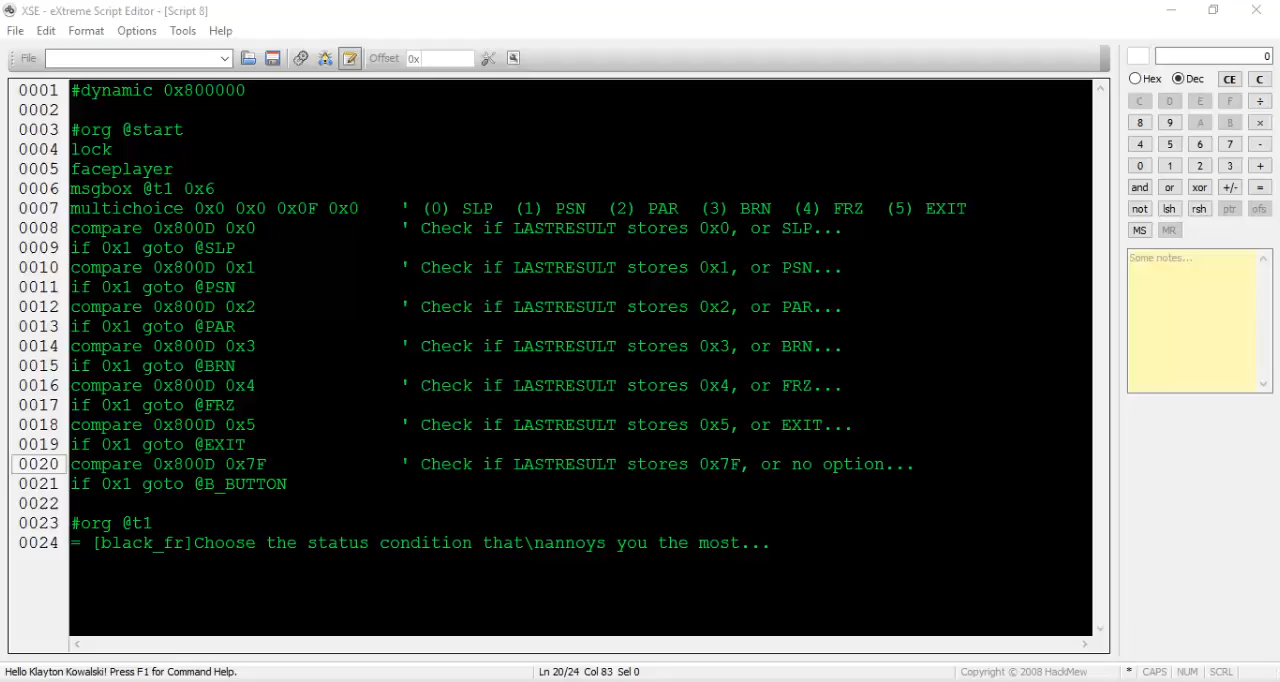 XSE - eXtreme Script Editor - [Script 8]
File Edit Format Options Tools Help
File Offset 0x
0
Hex Dec CE C
C D E F ÷
8 9 A B ×
4 5 6 7 -
0 1 2 3 +
and or xor +/- =
not lsh rsh ptr ofs
MS MR
Some notes...
0001 #dynamic 0x800000
0002
0003 #org @start
0004 lock
0005 faceplayer
0006 msgbox @t1 0x6
0007 multichoice 0x0 0x0 0x0F 0x0 ' (0) SLP (1) PSN (2) PAR (3) BRN (4) FRZ (5) EXIT
0008 compare 0x800D 0x0 ' Check if LASTRESULT stores 0x0, or SLP...
0009 if 0x1 goto @SLP
0010 compare 0x800D 0x1 ' Check if LASTRESULT stores 0x1, or PSN...
0011 if 0x1 goto @PSN
0012 compare 0x800D 0x2 ' Check if LASTRESULT stores 0x2, or PAR...
0013 if 0x1 goto @PAR
0014 compare 0x800D 0x3 ' Check if LASTRESULT stores 0x3, or BRN...
0015 if 0x1 goto @BRN
0016 compare 0x800D 0x4 ' Check if LASTRESULT stores 0x4, or FRZ...
0017 if 0x1 goto @FRZ
0018 compare 0x800D 0x5 ' Check if LASTRESULT stores 0x5, or EXIT...
0019 if 0x1 goto @EXIT
0020 compare 0x800D 0x7F ' Check if LASTRESULT stores 0x7F, or no option...
0021 if 0x1 goto @B_BUTTON
0022
0023 #org @t1
0024 = [black_fr]Choose the status condition that\nannoys you the most...
Hello Klayton Kowalski! Press F1 for Command Help. Ln 20/24 Col 83 Sel 0 Copyright © 2008 HackMew * CAPS NUM SCRL